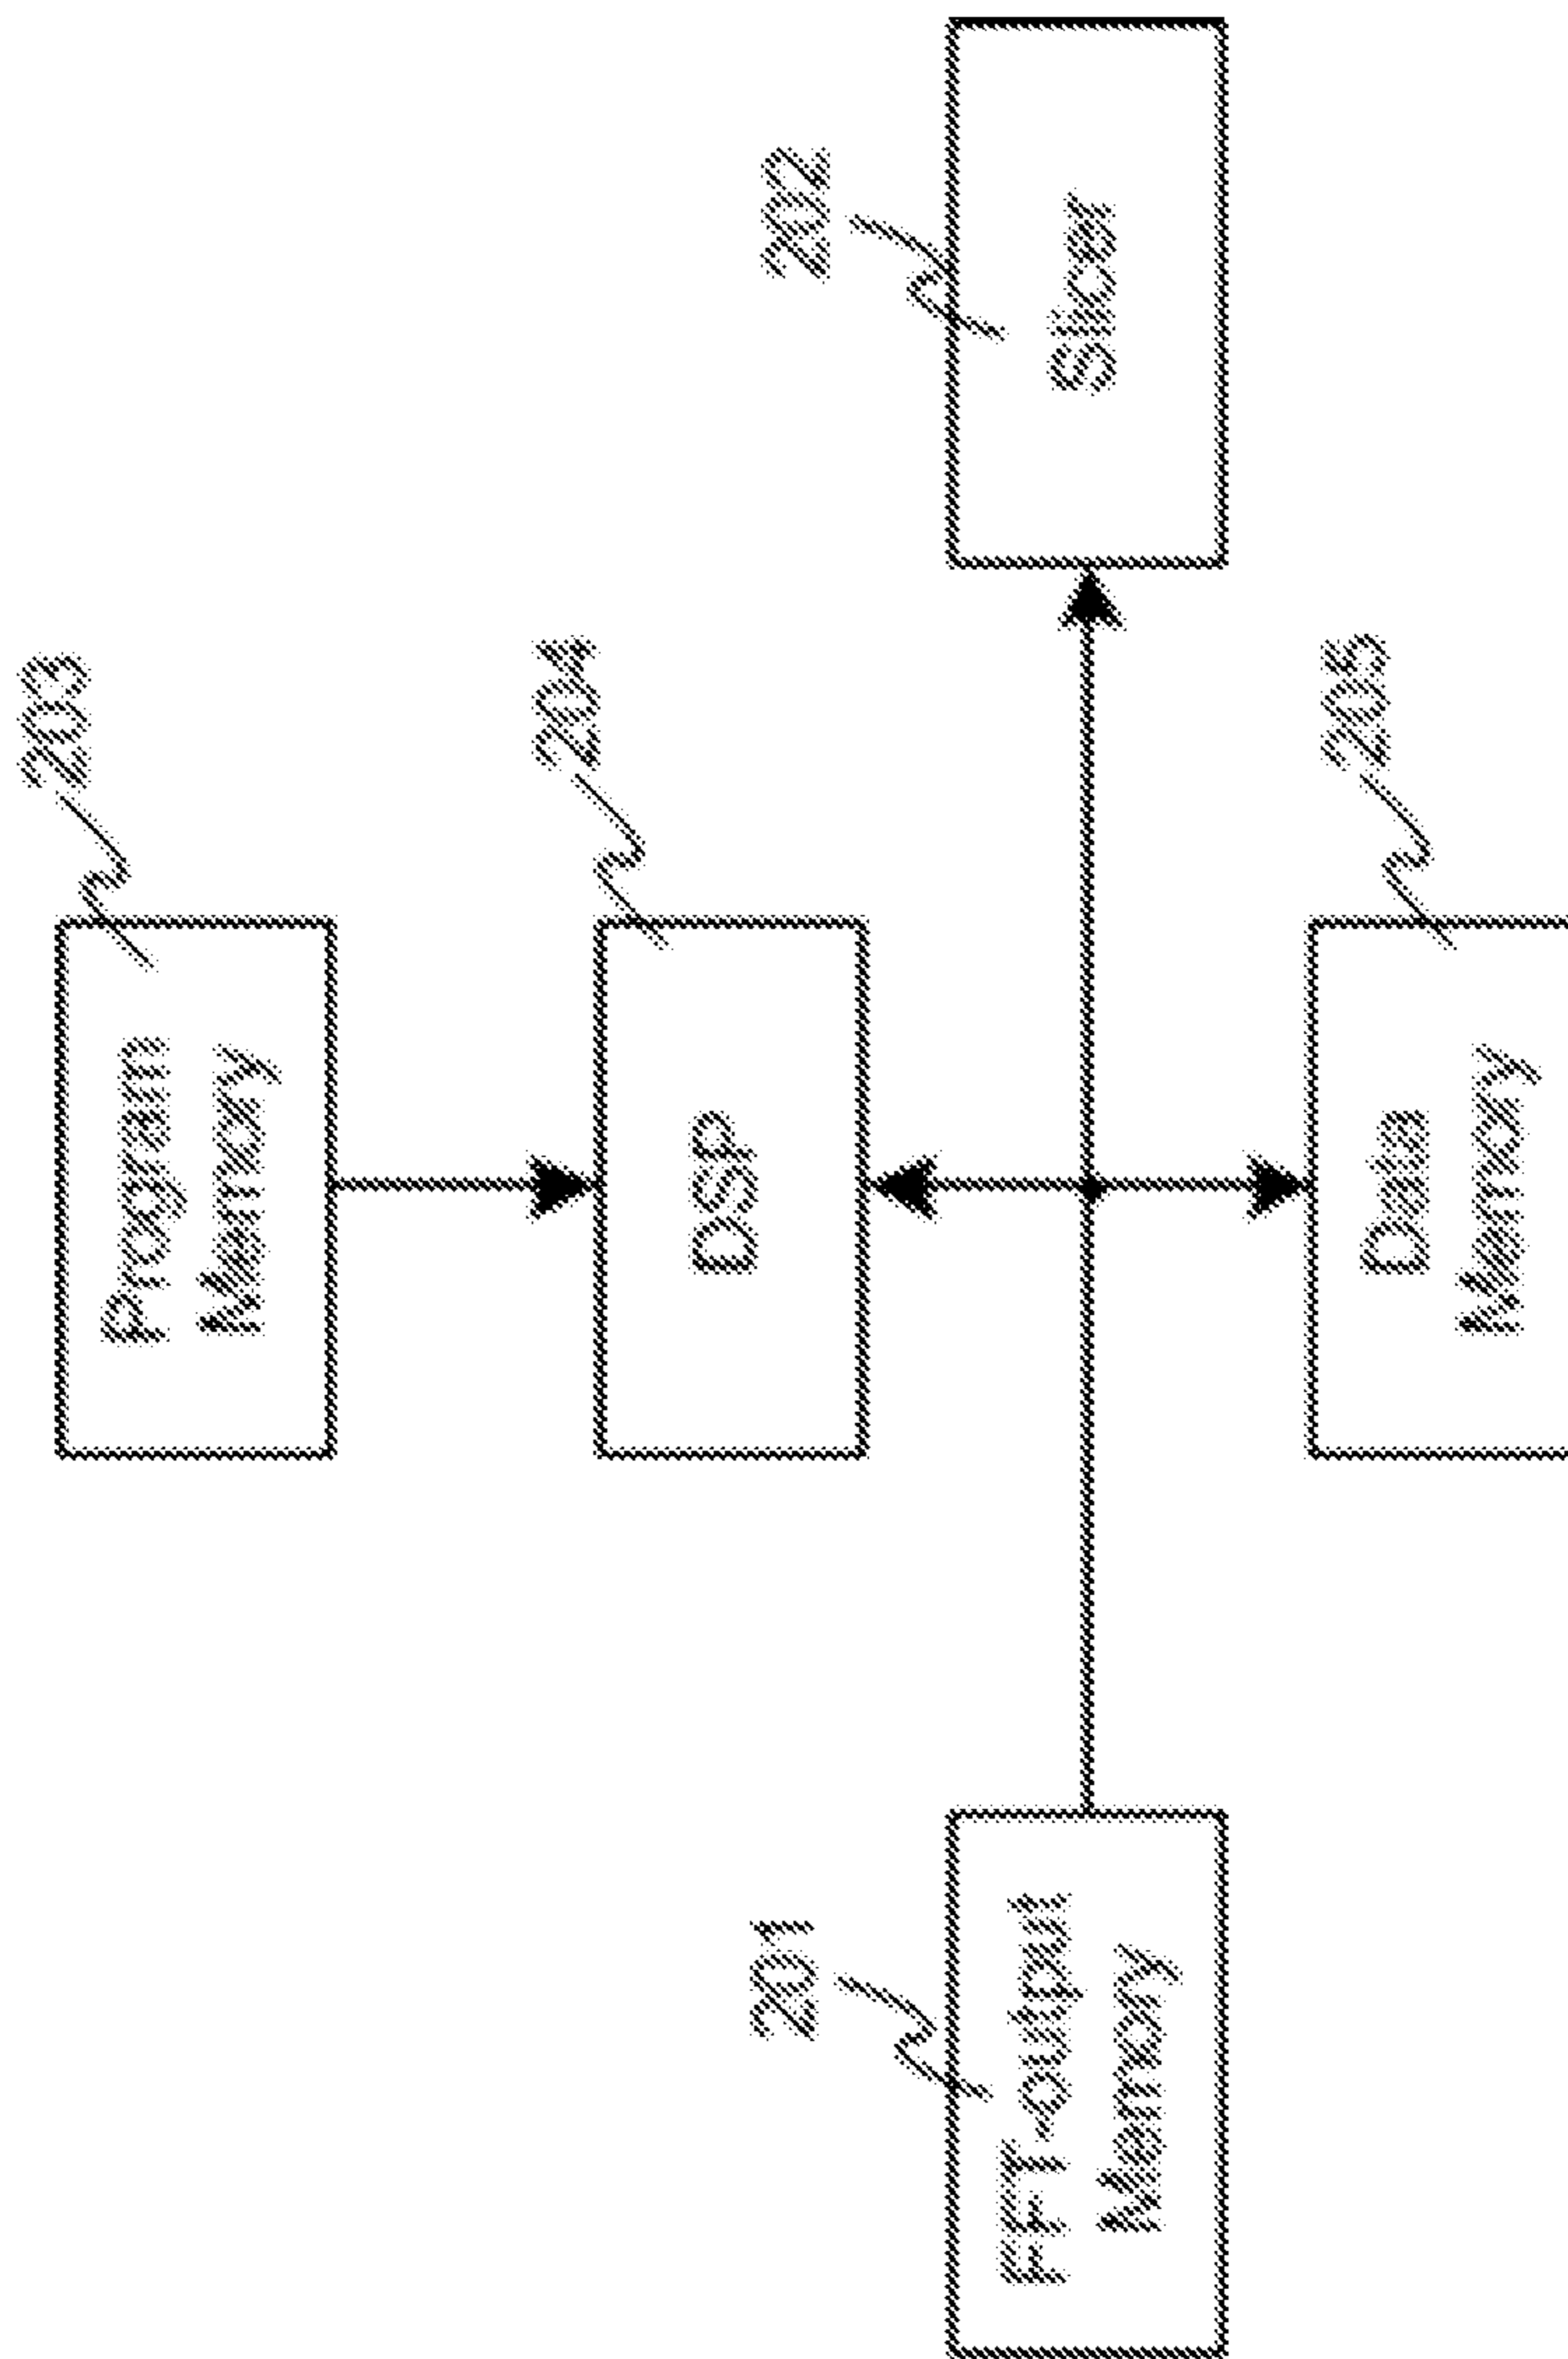 203
Program
Memory
204
DSP
201
FFT-output
Memory
202
Slicer
205
Data
Memory